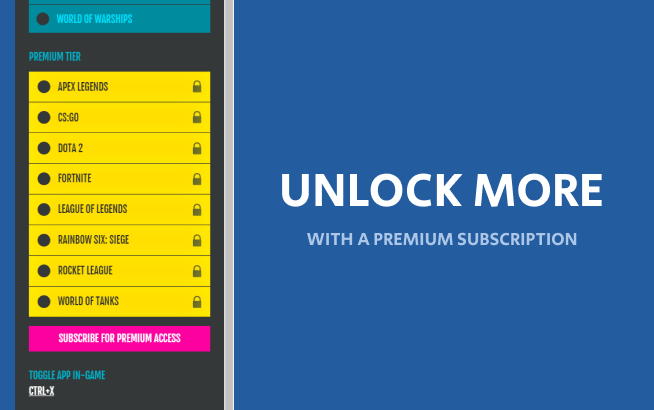 WORLD OF WARSHIPS
PREMIUM TIER
APEX LEGENDS
CS:GO
DOTA 2
FORTNITE
LEAGUE OF LEGENDS
RAINBOW SIX: SIEGE
ROCKET LEAGUE
WORLD OF TANKS
SUBSCRIBE FOR PREMIUM ACCESS
TOGGLE APP IN-GAME
CTRL+X
UNLOCK MORE
WITH A PREMIUM SUBSCRIPTION